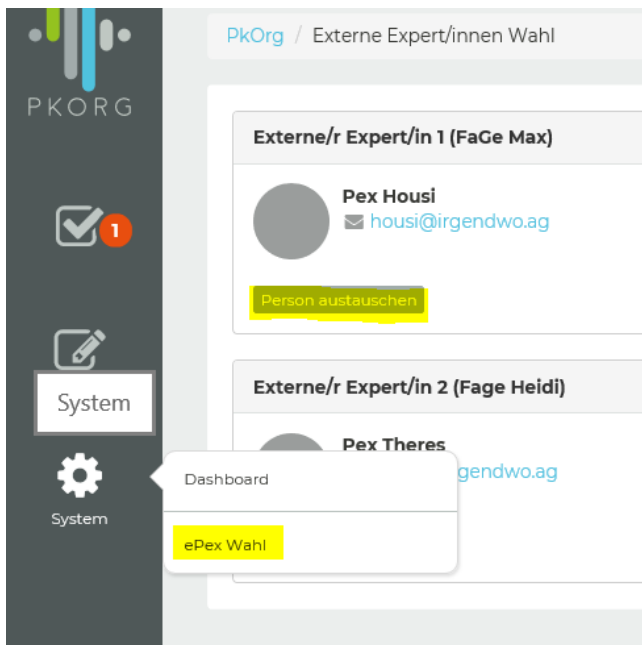 PKORG
PkOrg / Externe Expert/innen Wahl
Externe/r Expert/in 1 (FaGe Max)
Pex Housi
housi@irgendwo.ag
1
Person austauschen
Externe/r Expert/in 2 (Fage Heidi)
Pex Theres
gendwo.ag
System
System
Dashboard
ePex Wahl